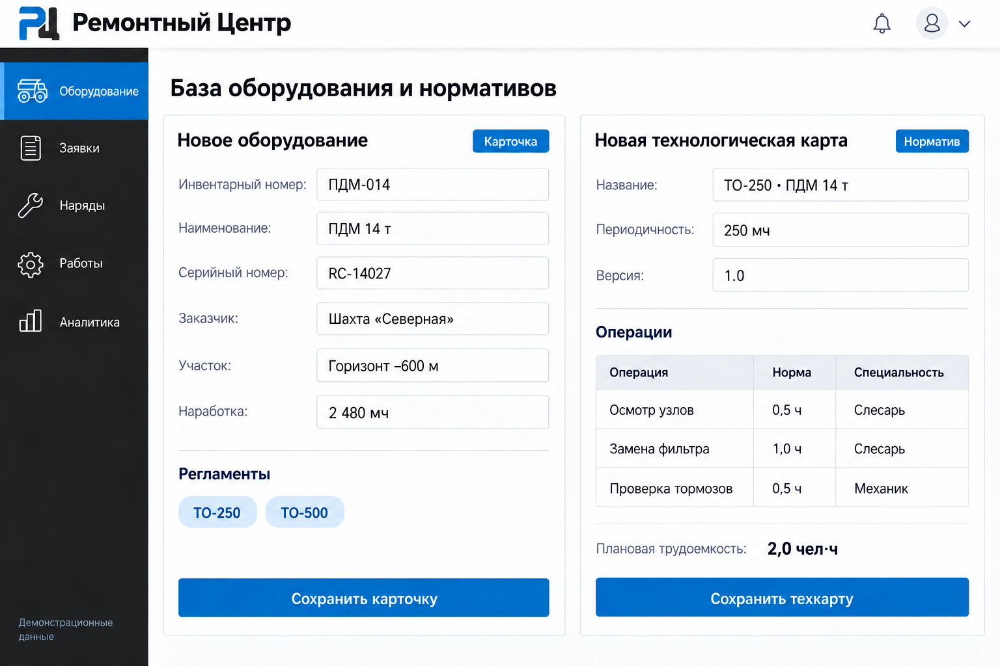 РЦ Ремонтный Центр
Оборудование
Заявки
Наряды
Работы
Аналитика
Демонстрационные
данные
База оборудования и нормативов
Новое оборудование
Карточка
Инвентарный номер: ПДМ-014
Наименование: ПДМ 14 т
Серийный номер: RC-14027
Заказчик: Шахта «Северная»
Участок: Горизонт –600 м
Наработка: 2 480 мч
Регламенты
ТО-250 ТО-500
Сохранить карточку
Новая технологическая карта
Норматив
Название: ТО-250 • ПДМ 14 т
Периодичность: 250 мч
Версия: 1.0
Операции
Операция Норма Специальность
Осмотр узлов 0,5 ч Слесарь
Замена фильтра 1,0 ч Слесарь
Проверка тормозов 0,5 ч Механик
Плановая трудоемкость: 2,0 чел·ч
Сохранить техкарту